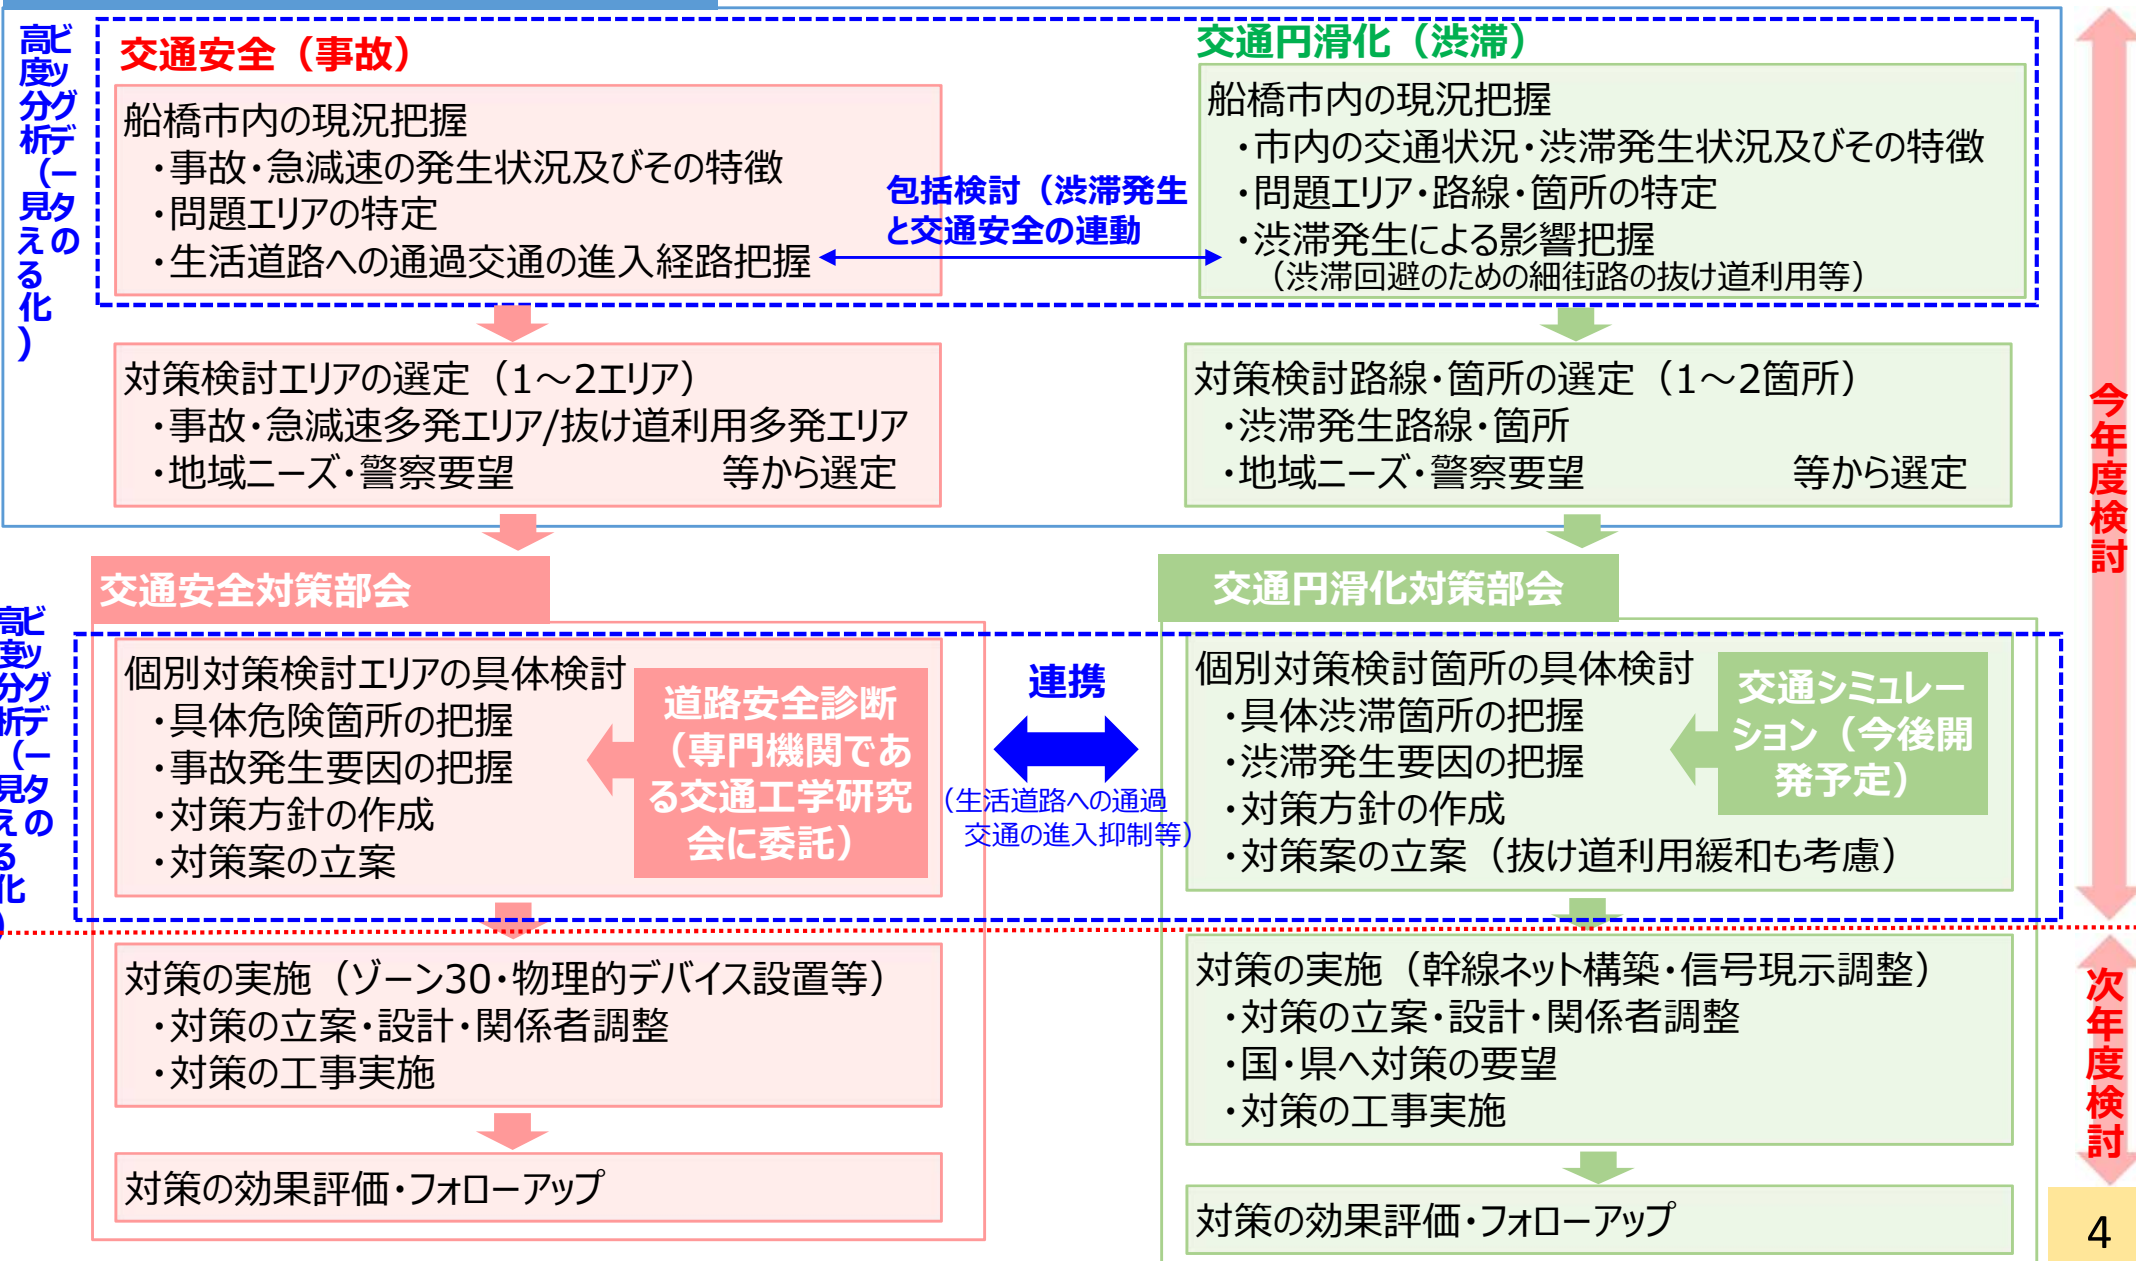 ビッグデータの
高度分析（見える化）
交通安全（事故）
船橋市内の現況把握
・事故・急減速の発生状況及びその特徴
・問題エリアの特定
・生活道路への通過交通の進入経路把握
包括検討（渋滞発生
と交通安全の連動
交通円滑化（渋滞）
船橋市内の現況把握
・市内の交通状況・渋滞発生状況及びその特徴
・問題エリア・路線・箇所の特定
・渋滞発生による影響把握
（渋滞回避のための細街路の抜け道利用等）
対策検討エリアの選定（1～2エリア）
・事故・急減速多発エリア/抜け道利用多発エリア
・地域ニーズ・警察要望　　　　　等から選定
対策検討路線・箇所の選定（1～2箇所）
・渋滞発生路線・箇所
・地域ニーズ・警察要望　　　　　等から選定
今年度検討
ビッグデータの
高度分析（見える化）
交通安全対策部会
個別対策検討エリアの具体検討
・具体危険箇所の把握
・事故発生要因の把握
・対策方針の作成
・対策案の立案
道路安全診断
（専門機関であ
る交通工学研究
会に委託）
連携
（生活道路への通過
交通の進入抑制等）
交通円滑化対策部会
個別対策検討箇所の具体検討
・具体渋滞箇所の把握
・渋滞発生要因の把握
・対策方針の作成
・対策案の立案（抜け道利用緩和も考慮）
交通シミュレー
ション（今後開
発予定）
対策の実施（ゾーン30・物理的デバイス設置等）
・対策の立案・設計・関係者調整
・対策の工事実施
対策の効果評価・フォローアップ
対策の実施（幹線ネット構築・信号現示調整）
・対策の立案・設計・関係者調整
・国・県へ対策の要望
・対策の工事実施
対策の効果評価・フォローアップ
次年度検討
4